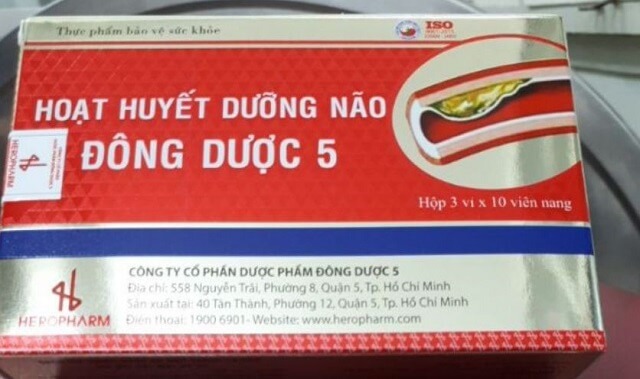 Thực phẩm bảo vệ sức khỏe
ISO
HOẠT HUYẾT DƯỠNG NÃO
ĐÔNG DƯỢC 5
HEROPHARM
Hộp 3 vỉ x 10 viên nang
CÔNG TY CỔ PHẦN DƯỢC PHẨM ĐÔNG DƯỢC 5
Địa chỉ: 558 Nguyễn Trãi, Phường 8, Quận 5, Tp. Hồ Chí Minh
Sản xuất tại: 40 Tân Thành, Phường 12, Quận 5, Tp. Hồ Chí Minh
Điện thoại: 1900 6901- Website: www.heropharm.com
HEROPHARM